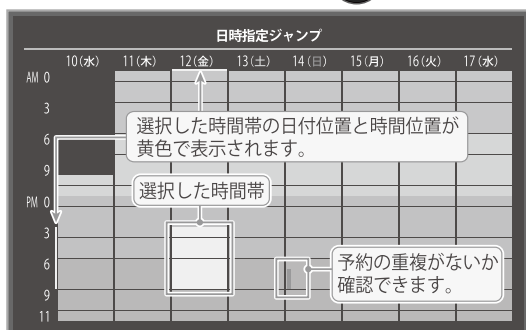 日時指定ジャンプ
10(水) 11(木) 12(金) 13(土) 14(日) 15(月) 16(火) 17(水)
AM 0
3
選択した時間帯の日付位置と時間位置が
6
黄色で表示されます。
9
選択した時間帯
PM 0
3
予約の重複がないか
6
確認できます。
9
11